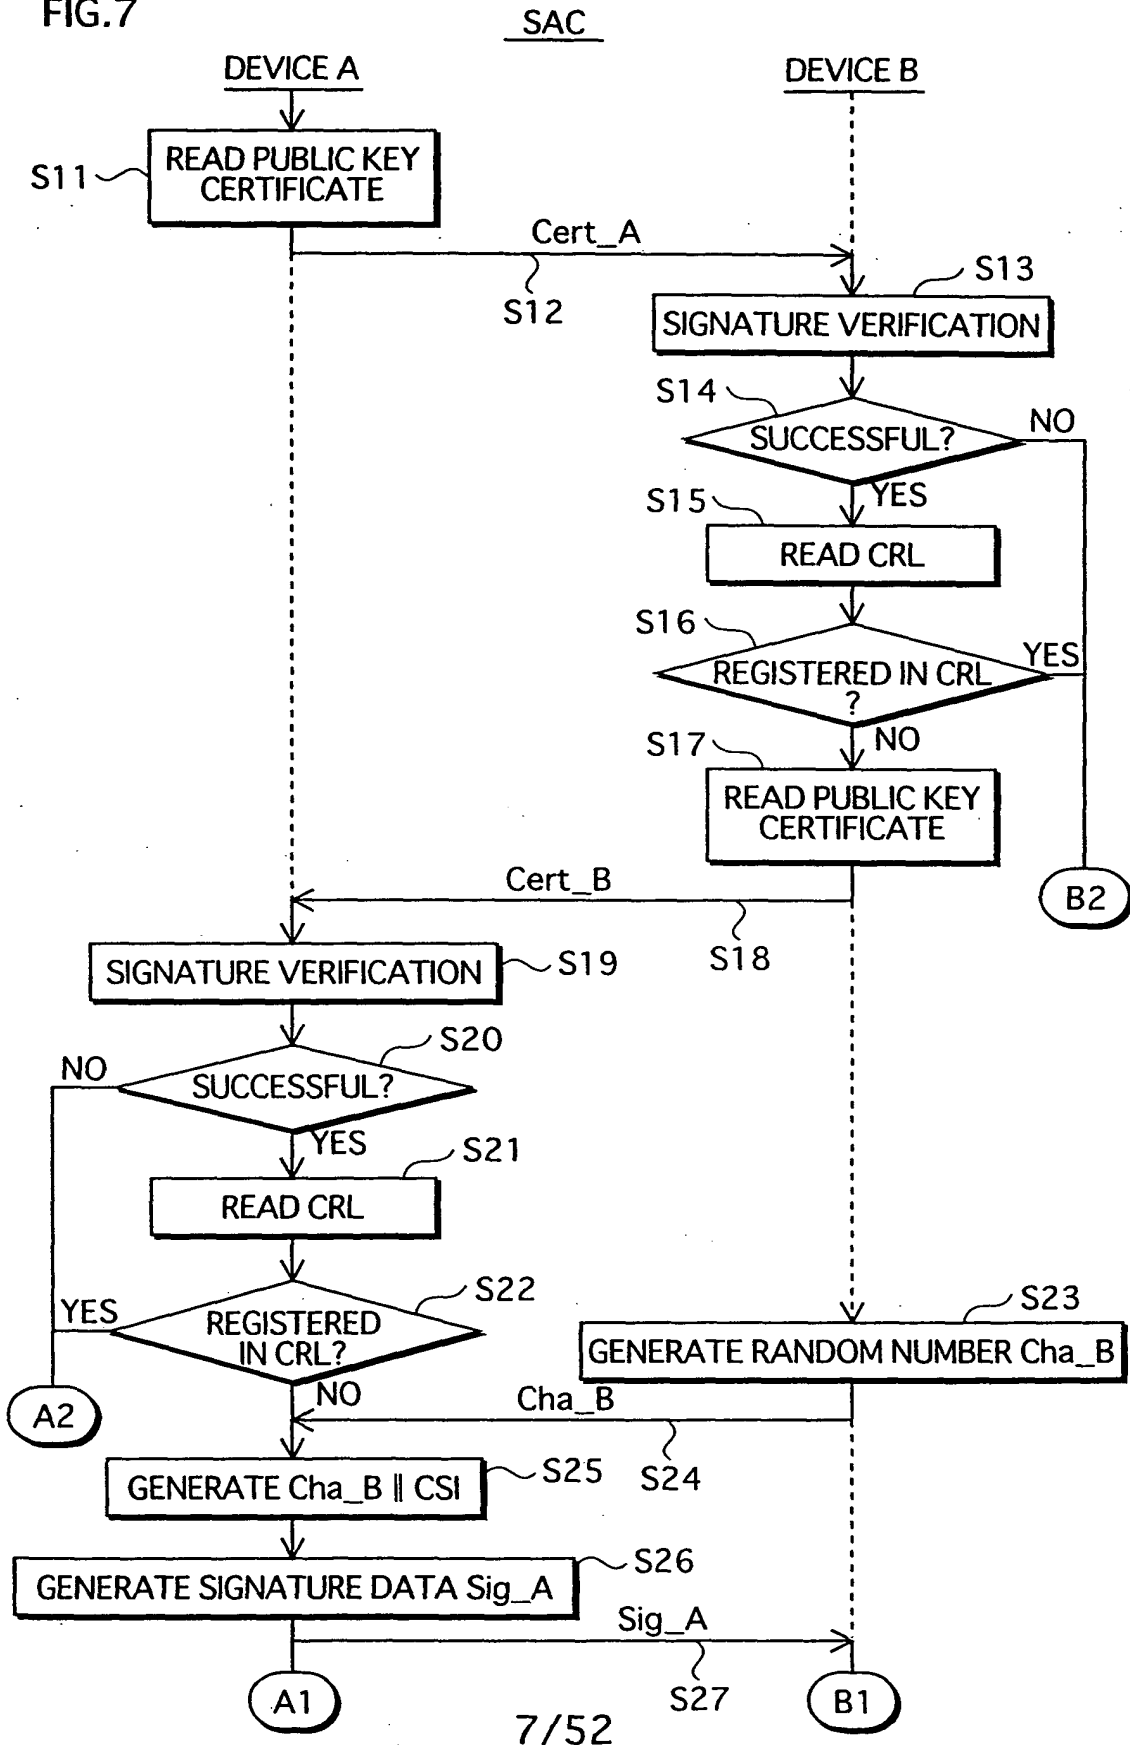 FIG.7
SAC
DEVICE A
DEVICE B
READ PUBLIC KEY
CERTIFICATE
S11
Cert_A
S12
S13
SIGNATURE VERIFICATION
S14
SUCCESSFUL?
NO
YES
S15
READ CRL
S16
REGISTERED IN CRL
?
YES
NO
S17
READ PUBLIC KEY
CERTIFICATE
Cert_B
S18
B2
SIGNATURE VERIFICATION
S19
S20
NO
SUCCESSFUL?
YES
S21
READ CRL
S22
YES
REGISTERED
IN CRL?
NO
A2
S23
GENERATE RANDOM NUMBER Cha_B
Cha_B
S24
GENERATE Cha_B || CSI
S25
S26
GENERATE SIGNATURE DATA Sig_A
Sig_A
S27
A1
B1
7/52